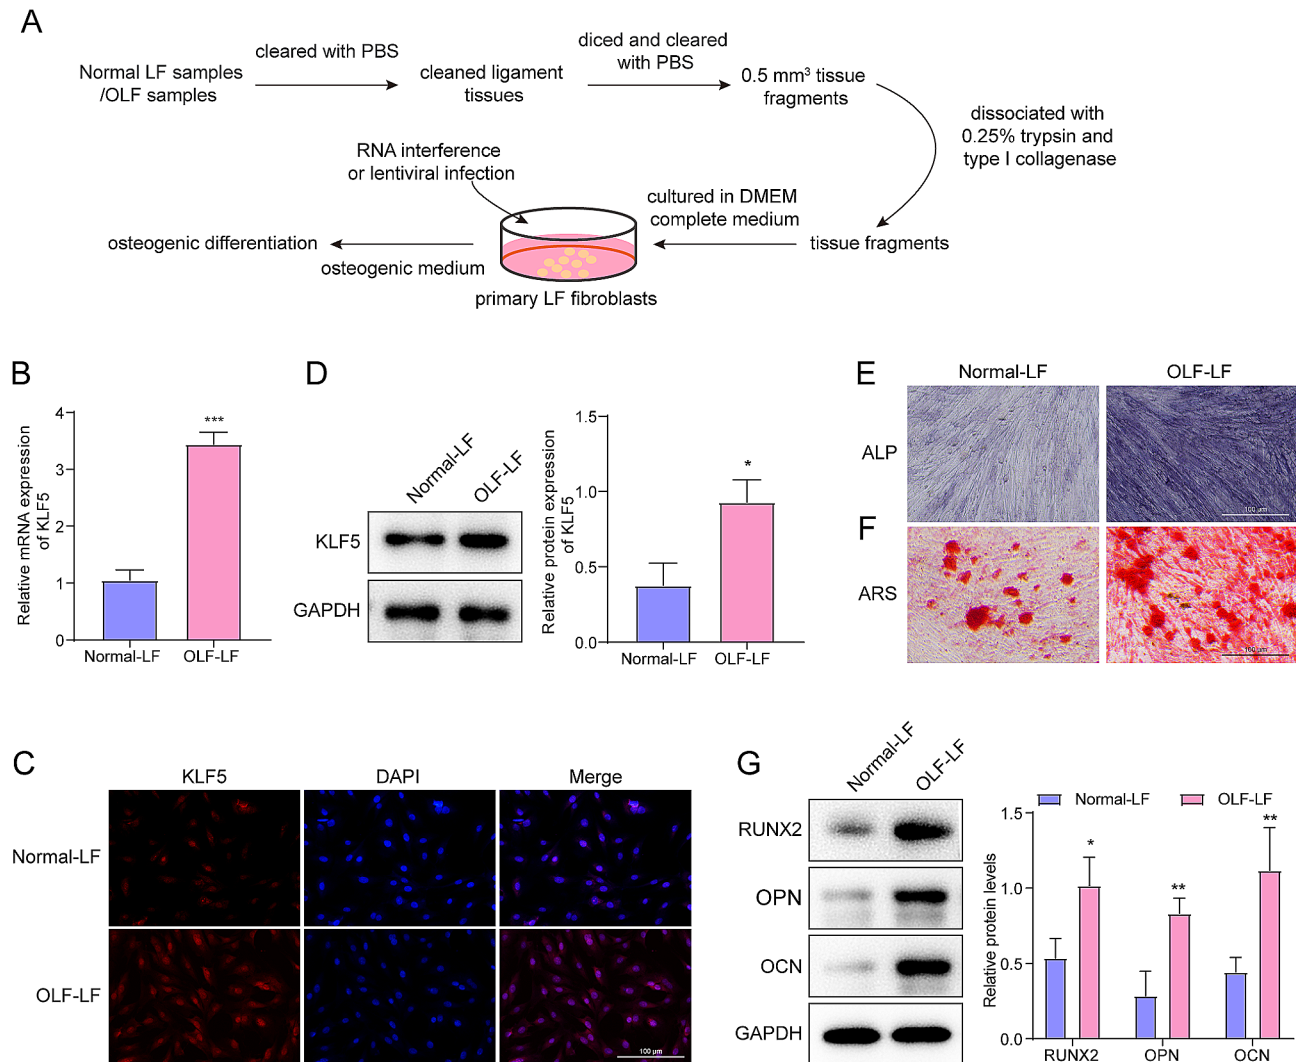 A
Normal LF samples
/OLF samples
cleared with PBS
cleaned ligament
tissues
diced and cleared
with PBS
0.5 mm³ tissue
fragments
dissociated with
0.25% trypsin and
type I collagenase
RNA interference
or lentiviral infection
cultured in DMEM
complete medium
tissue fragments
osteogenic differentiation
osteogenic medium
primary LF fibroblasts
B
Relative mRNA expression
of KLF5
4
3
2
1
0
***
Normal-LF
OLF-LF
D
Normal-LF
OLF-LF
KLF5
GAPDH
Relative protein expression
of KLF5
1.5
1.0
0.5
0.0
*
Normal-LF
OLF-LF
E
Normal-LF
OLF-LF
ALP
100 µm
F
ARS
100 µm
C
KLF5
DAPI
Merge
Normal-LF
OLF-LF
100 µm
G
Normal-LF
OLF-LF
RUNX2
OPN
OCN
GAPDH
Normal-LF
OLF-LF
Relative protein levels
1.5
1.0
0.5
0.0
*
**
**
RUNX2
OPN
OCN